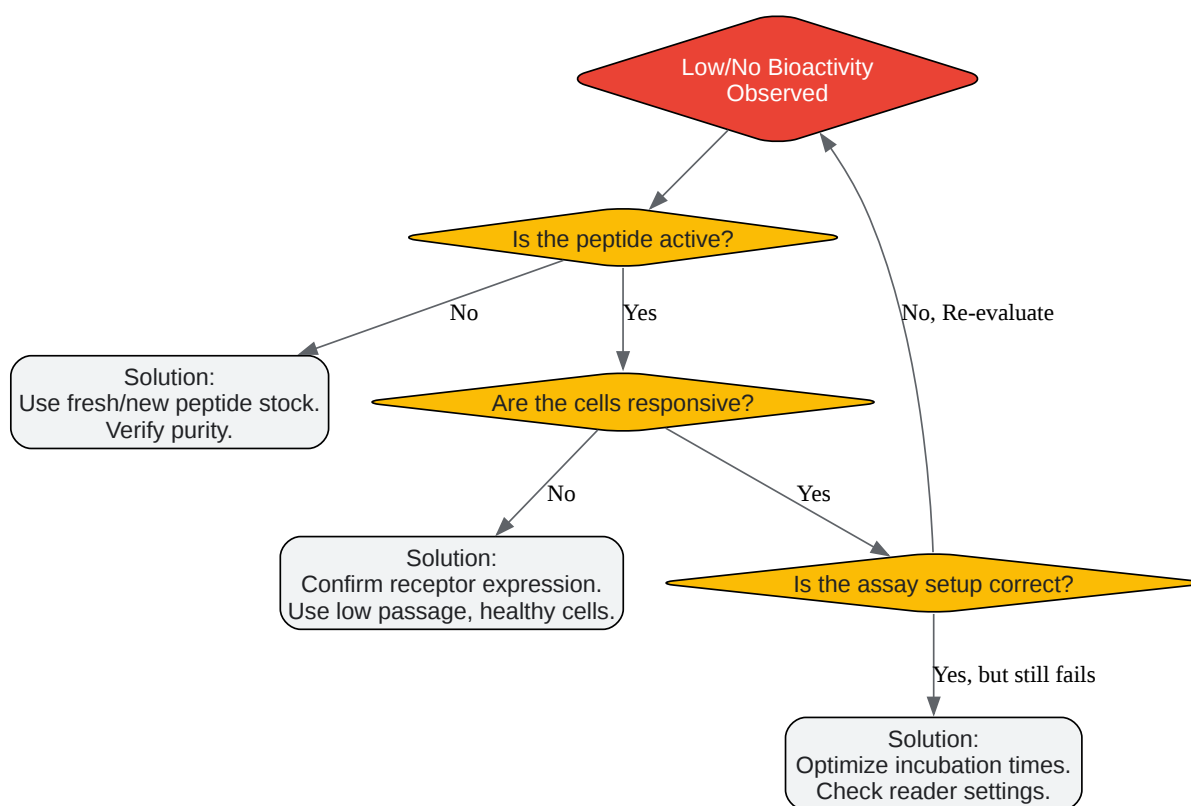 Low/No Bioactivity
Observed
Is the peptide active?
No
Yes
No, Re-evaluate
Solution:
Use fresh/new peptide stock.
Verify purity.
Are the cells responsive?
No
Yes
Solution:
Confirm receptor expression.
Use low passage, healthy cells.
Is the assay setup correct?
Yes, but still fails
Solution:
Optimize incubation times.
Check reader settings.